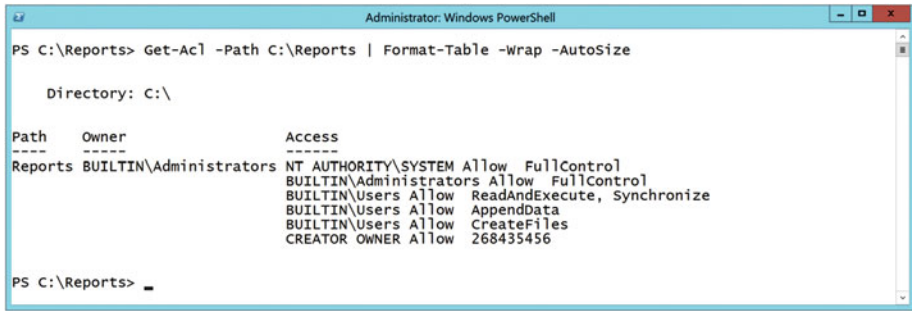 Administrator: Windows PowerShell
PS C:\Reports> Get-Acl -Path C:\Reports | Format-Table -Wrap -AutoSize
Directory: C:\
Path Owner Access
---- ----- ------
Reports BUILTIN\Administrators NT AUTHORITY\SYSTEM Allow FullControl
BUILTIN\Administrators Allow FullControl
BUILTIN\Users Allow ReadAndExecute, Synchronize
BUILTIN\Users Allow AppendData
BUILTIN\Users Allow CreateFiles
CREATOR OWNER Allow 268435456
PS C:\Reports> _